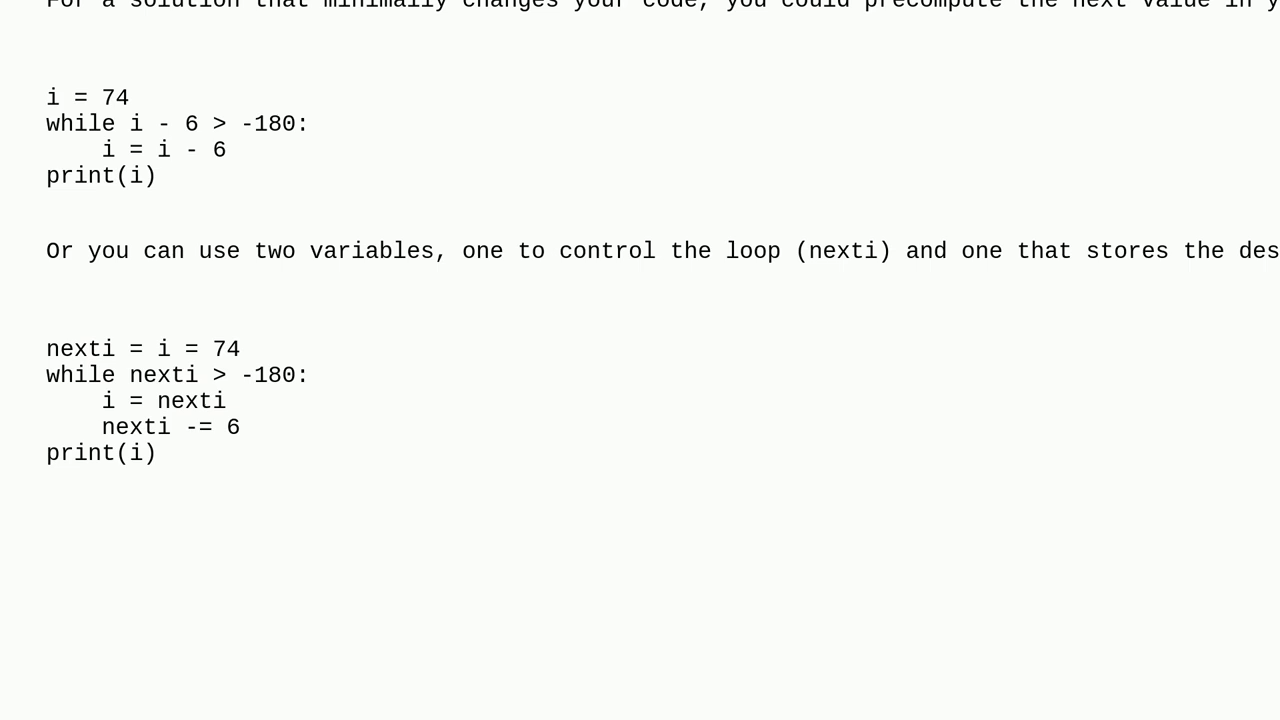 For a solution that minimally changes your code, you could precompute the next value in y
i = 74
while i - 6 > -180:
    i = i - 6
print(i)
Or you can use two variables, one to control the loop (nexti) and one that stores the des
nexti = i = 74
while nexti > -180:
    i = nexti
    nexti -= 6
print(i)